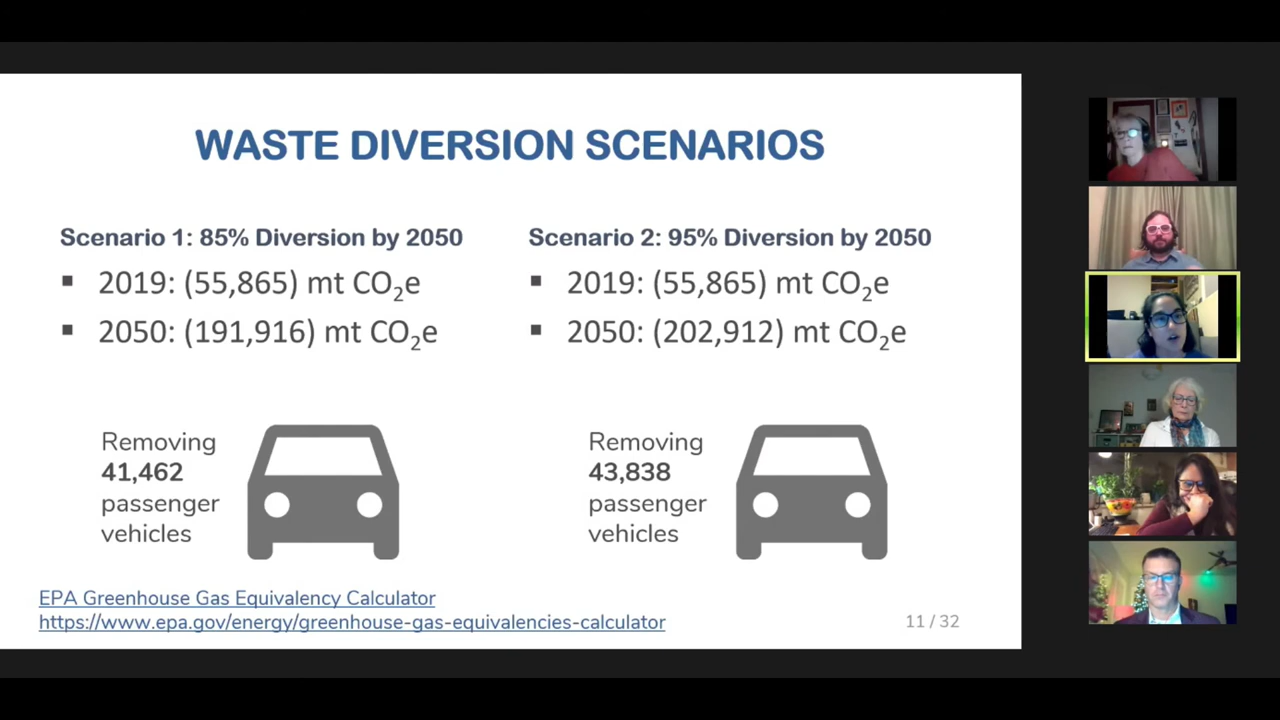 WASTE DIVERSION SCENARIOS
Scenario 1: 85% Diversion by 2050
▪ 2019: (55,865) mt CO₂e
▪ 2050: (191,916) mt CO₂e
Scenario 2: 95% Diversion by 2050
▪ 2019: (55,865) mt CO₂e
▪ 2050: (202,912) mt CO₂e
Removing
41,462
passenger
vehicles
Removing
43,838
passenger
vehicles
EPA Greenhouse Gas Equivalency Calculator
https://www.epa.gov/energy/greenhouse-gas-equivalencies-calculator
11 / 32